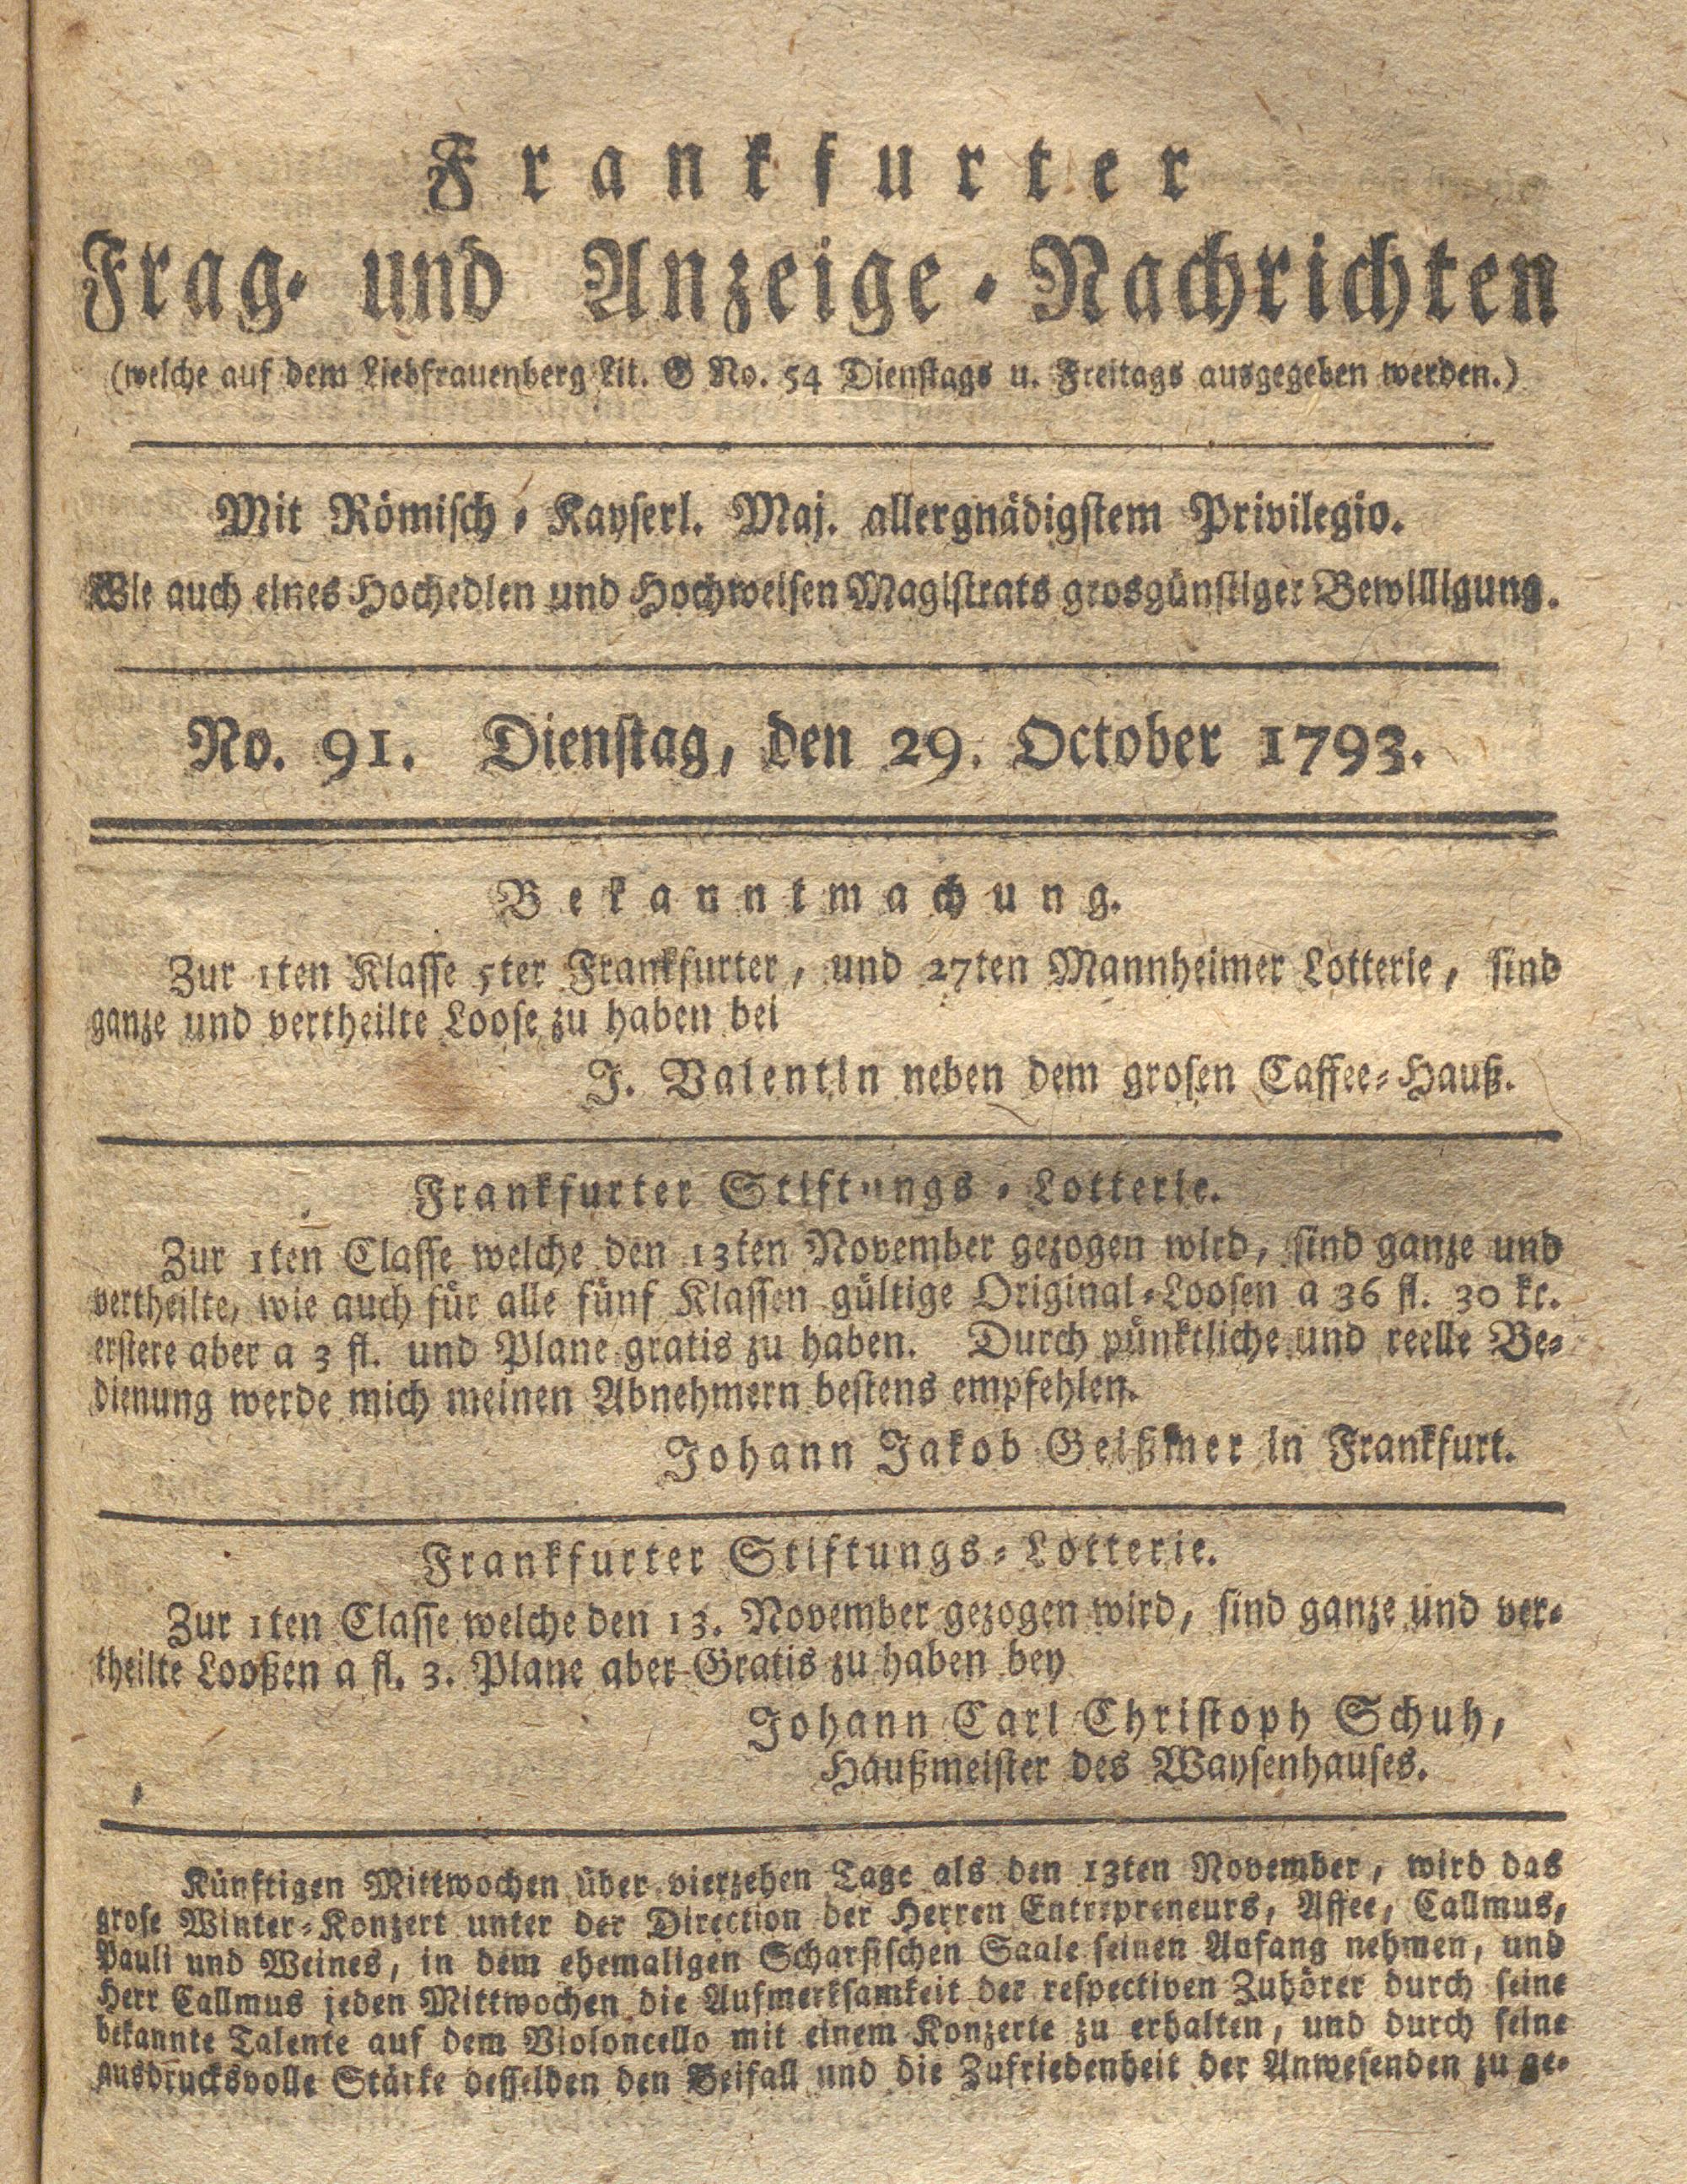 Frankfurter
Frag- und Anzeige-Nachrichten
(welche auf dem Liebfrauenberg Lit. G No. 54 Dienstags u. Freitags ausgegeben werden.)
Mit Römisch-Kayserl. Maj. allergnädigstem Privilegio.
Wie auch eines Hochedlen und Hochweisen Magistrats grosgünstiger Bewilligung.
No. 91. Dienstag, den 29. October 1793.
Bekanntmachung.
Zur 1ten Klasse 5ter Frankfurter, und 27ten Mannheimer Lotterie, sind
ganze und vertheilte Loose zu haben bei
J. Valentin neben dem grosen Caffee-Hauß.
Frankfurter Stiftungs-Lotterie.
Zur 1ten Classe welche den 13ten November gezogen wird, sind ganze und
vertheilte, wie auch für alle fünf Klassen gültige Original-Loosen a 36 fl. 30 kr.
erstere aber a 3 fl. und Plane gratis zu haben. Durch pünktliche und reelle Be-
dienung werde mich meinen Abnehmern bestens empfehlen.
Johann Jakob Geißmer in Frankfurt.
Frankfurter Stiftungs-Lotterie.
Zur 1ten Classe welche den 13. November gezogen wird, sind ganze und ver-
theilte Looßen a fl. 3. Plane aber Gratis zu haben bey
Johann Carl Christoph Schuh,
Haußmeister des Waysenhauses.
Künftigen Mittwochen über vierzehen Tage als den 13ten November, wird das
grose Winter-Konzert unter der Direction der Herren Entrepreneurs, Affee, Callmus,
Pauli und Weines, in dem ehemaligen Scharfischen Saale seinen Anfang nehmen, und
Herr Callmus jeden Mittwochen die Aufmerksamkeit der respectiven Zuhörer durch seine
bekannte Talente auf dem Violoncello mit einem Konzerte zu erhalten, und durch seine
ausdrucksvolle Stärke desselben den Beifall und die Zufriedenheit der Anwesenden zu ge-